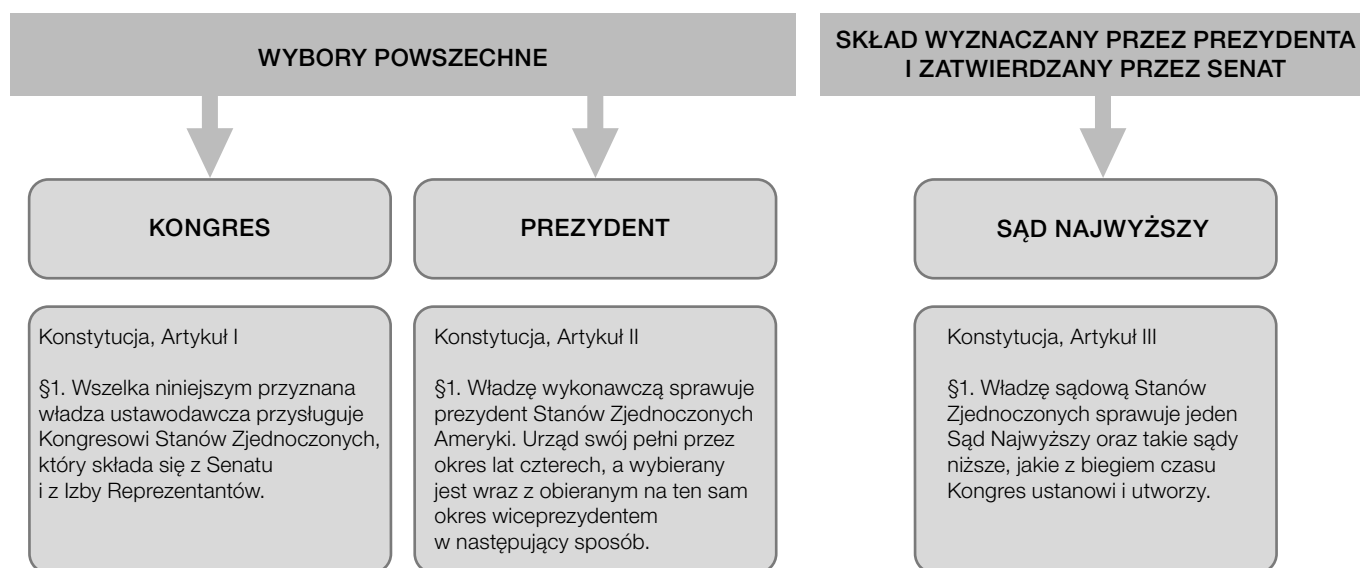 WYBORY POWSZECHNE
SKŁAD WYZNACZANY PRZEZ PREZYDENTA
I ZATWIERDZANY PRZEZ SENAT
KONGRES
PREZYDENT
SĄD NAJWYŻSZY
Konstytucja, Artykuł I
§1. Wszelka niniejszym przyznana
władza ustawodawcza przysługuje
Kongresowi Stanów Zjednoczonych,
który składa się z Senatu
i z Izby Reprezentantów.
Konstytucja, Artykuł II
§1. Władzę wykonawczą sprawuje
prezydent Stanów Zjednoczonych
Ameryki. Urząd swój pełni przez
okres lat czterech, a wybierany
jest wraz z obieranym na ten sam
okres wiceprezydentem
w następujący sposób.
Konstytucja, Artykuł III
§1. Władzę sądową Stanów
Zjednoczonych sprawuje jeden
Sąd Najwyższy oraz takie sądy
niższe, jakie z biegiem czasu
Kongres ustanowi i utworzy.